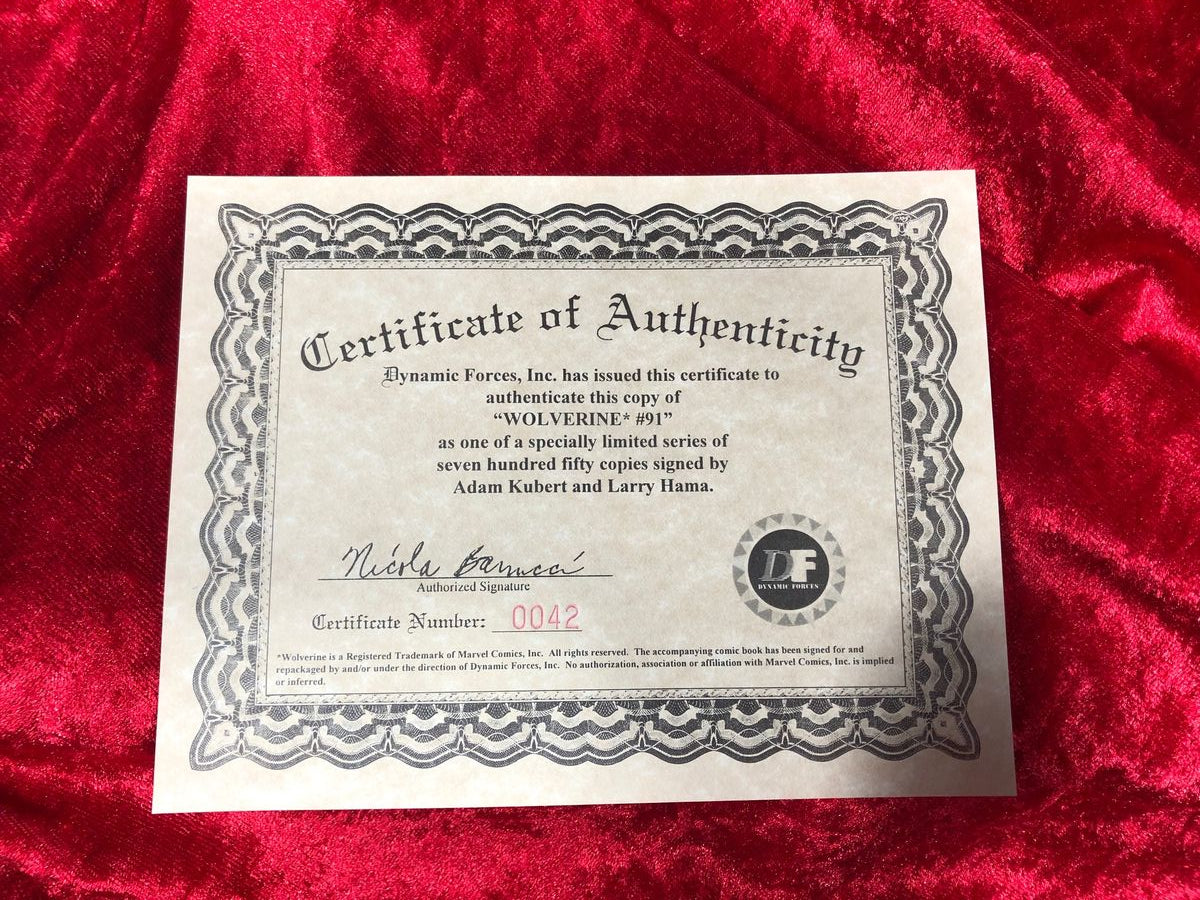 Certificate of Authenticity
Dynamic Forces, Inc. has issued this certificate to
authenticate this copy of
“WOLVERINE* #91”
as one of a specially limited series of
seven hundred fifty copies signed by
Adam Kubert and Larry Hama.
Nicola Barrucci
Authorized Signature
Certificate Number: 0042
DF
DYNAMIC FORCES
*Wolverine is a Registered Trademark of Marvel Comics, Inc. All rights reserved. The accompanying comic book has been signed for and
repackaged by and/or under the direction of Dynamic Forces, Inc. No authorization, association or affiliation with Marvel Comics, Inc. is implied
or inferred.